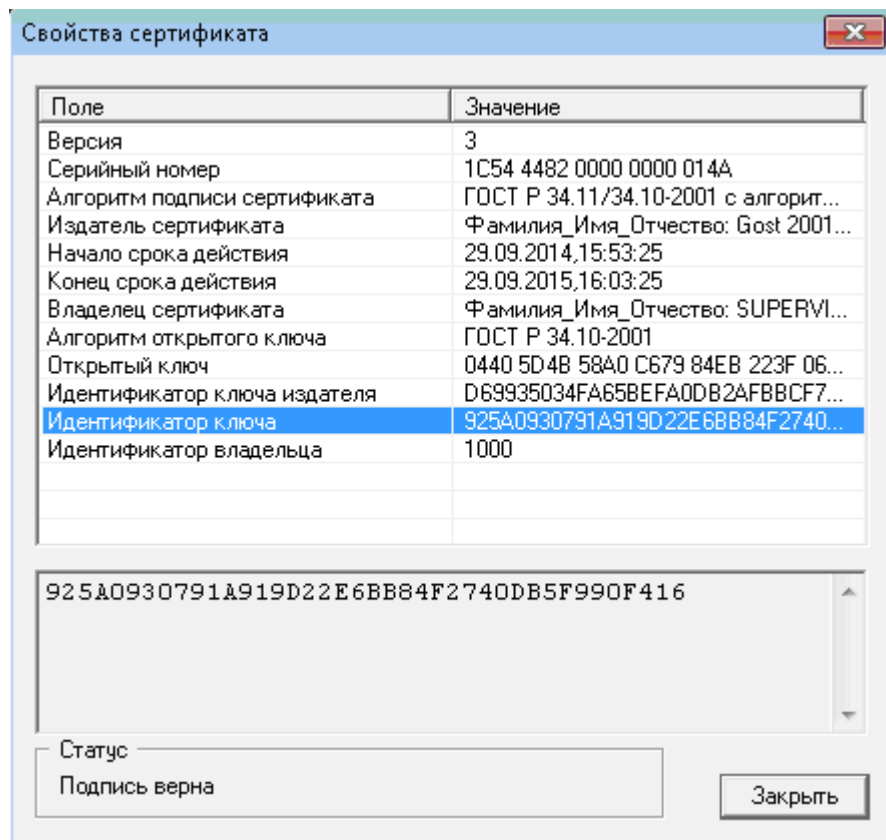 Свойства сертификата
Поле Значение
Версия 3
Серийный номер 1C54 4482 0000 0000 014A
Алгоритм подписи сертификата ГОСТ Р 34.11/34.10-2001 с алгорит...
Издатель сертификата Фамилия_Имя_Отчество: Gost 2001...
Начало срока действия 29.09.2014,15:53:25
Конец срока действия 29.09.2015,16:03:25
Владелец сертификата Фамилия_Имя_Отчество: SUPERVI...
Алгоритм открытого ключа ГОСТ Р 34.10-2001
Открытый ключ 0440 5D4B 58A0 C679 84EB 223F 06...
Идентификатор ключа издателя D69935034FA65BEFA0DB2AFBBCF7...
Идентификатор ключа 925A0930791A919D22E6BB84F2740...
Идентификатор владельца 1000
925A0930791A919D22E6BB84F2740DB5F990F416
Статус
Подпись верна
Закрыть